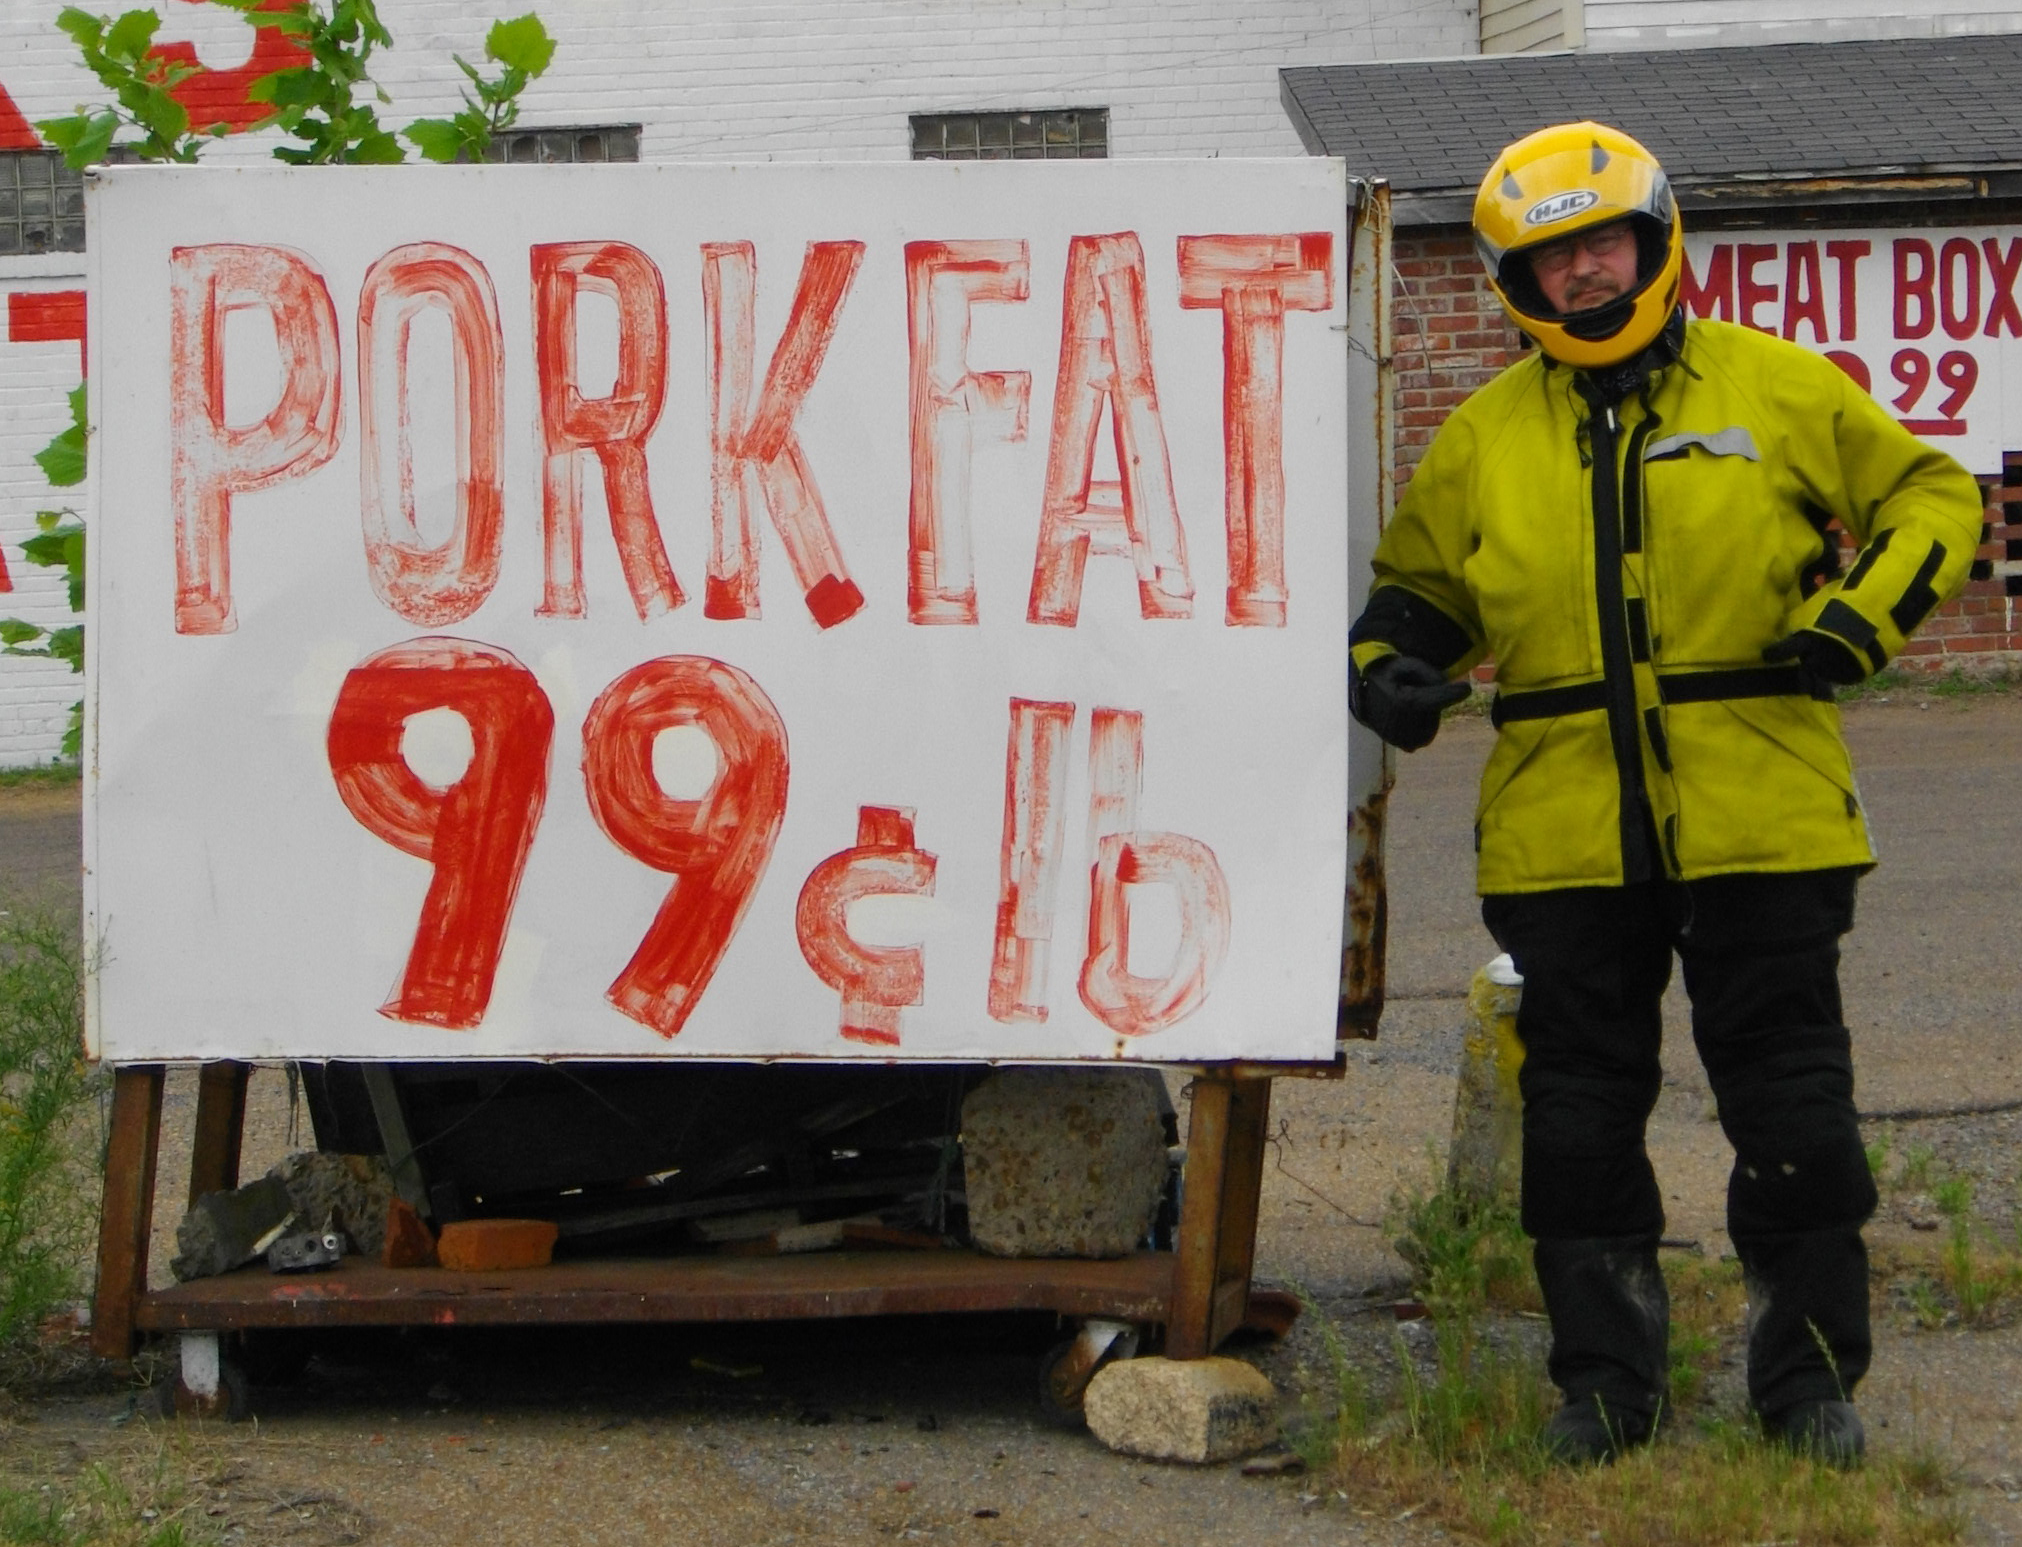 PORK FAT
99¢ lb
HJC
MEAT BOX
99